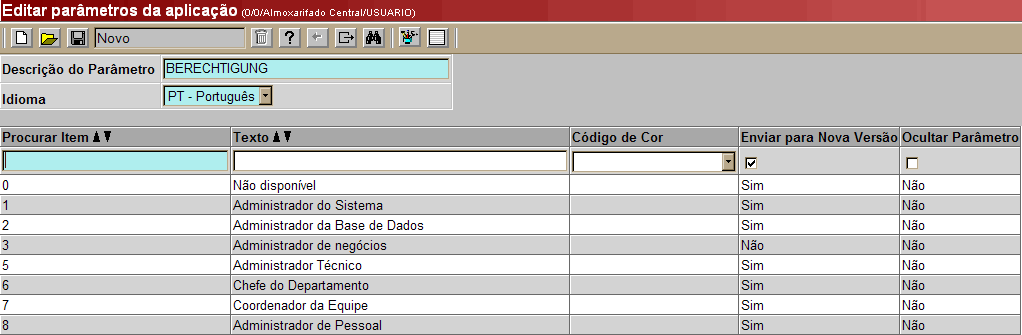 Editar parâmetros da aplicação (0/0/Almoxarifado Central/USUARIO)
Novo
Descrição do Parâmetro BERECHTIGUNG
Idioma PT - Português
Procurar Item Texto Código de Cor Enviar para Nova Versão Ocultar Parâmetro
0 Não disponível Sim Não
1 Administrador do Sistema Sim Não
2 Administrador da Base de Dados Sim Não
3 Administrador de negócios Não Não
5 Administrador Técnico Sim Não
6 Chefe do Departamento Sim Não
7 Coordenador da Equipe Sim Não
8 Administrador de Pessoal Sim Não